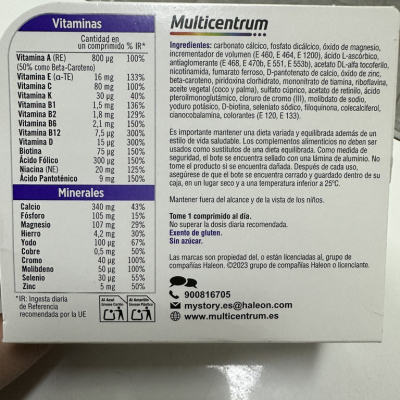 Vitaminas
Cantidad en
un comprimido % IR*
Vitamina A (RE) 800 µg 100%
(50% como Beta-Caroteno)
Vitamina E (α-TE) 16 mg 133%
Vitamina C 80 mg 100%
Vitamina K 30 µg 40%
Vitamina B1 1,5 mg 136%
Vitamina B2 1,8 mg 129%
Vitamina B6 2,1 mg 150%
Vitamina B12 7,5 µg 300%
Vitamina D 15 µg 300%
Biotina 75 µg 150%
Ácido Fólico 300 µg 150%
Niacina (NE) 20 mg 125%
Ácido Pantoténico 9 mg 150%
Minerales
Calcio 340 mg 43%
Fósforo 105 mg 15%
Magnesio 107 mg 29%
Hierro 4,2 mg 30%
Yodo 100 µg 67%
Cobre 0,5 mg 50%
Cromo 40 µg 100%
Molibdeno 50 µg 100%
Selenio 30 µg 55%
Zinc 5 mg 50%
*IR: Ingesta diaria
de Referencia
recomendada por la UE
Al Azul
Envase Cartón
Al Amarillo
Envase Plástico
Multicentrum
Ingredientes: carbonato cálcico, fosfato dicálcico, óxido de magnesio,
incrementador de volumen (E 460, E 464, E 1200), ácido L-ascórbico,
antiaglomerante (E 468, E 470b, E 551, E 553b), acetato DL-alfa tocoferilo,
nicotinamida, fumarato ferroso, D-pantotenato de calcio, óxido de zinc,
beta-caroteno, piridoxina clorhidrato, mononitrato de tiamina, riboflavina,
aceite vegetal (coco y palma), sulfato cúprico, acetato de retinilo, ácido
pteroilmonoglutámico, cloruro de cromo (III), molibdato de sodio,
yoduro potásico, D-biotina, selenito sódico, filoquinona, colecalciferol,
cianocobalamina, colorantes (E 120, E 133).
Es importante mantener una dieta variada y equilibrada además de un
estilo de vida saludable. Los complementos alimenticios no deben ser
usados como sustitutos de una dieta equilibrada. Como medida de
seguridad, el bote se encuentra sellado con una lámina de aluminio. No
tome el producto si se encuentra dañada. Después de cada uso,
asegúrese de que el bote se encuentra cerrado y guardado dentro de su
caja, en un lugar seco y a una temperatura inferior a 25ºC.
Mantener fuera del alcance y de la vista de los niños.
Tome 1 comprimido al día.
No superar la dosis diaria recomendada.
Exento de gluten.
Sin azúcar.
Las marcas son propiedad del, o están licenciadas al, grupo de
compañías Haleon. ©2023 grupo de compañías Haleon o licenciante.
900816705
mystory.es@haleon.com
www.multicentrum.es